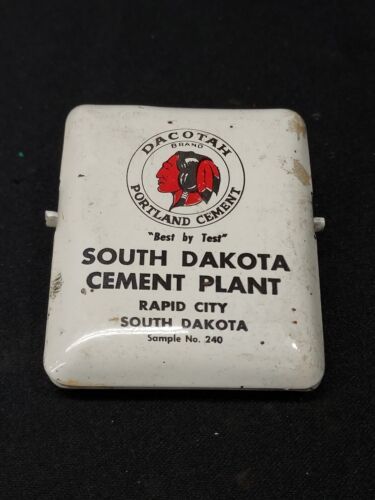 DACOTAH
BRAND
PORTLAND CEMENT
"Best by Test"
SOUTH DAKOTA
CEMENT PLANT
RAPID CITY
SOUTH DAKOTA
Sample No. 240